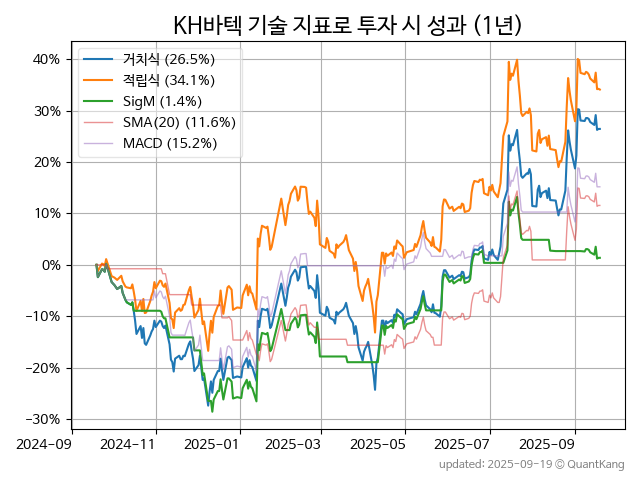 KH바텍 기술 지표로 투자 시 성과 (1년)
거치식 (26.5%)
적립식 (34.1%)
SigM (1.4%)
SMA(20) (11.6%)
MACD (15.2%)
40%
30%
20%
10%
0%
−10%
−20%
−30%
2024-09
2024-11
2025-01
2025-03
2025-05
2025-07
2025-09
updated: 2025-09-19 ⓒ QuantKang